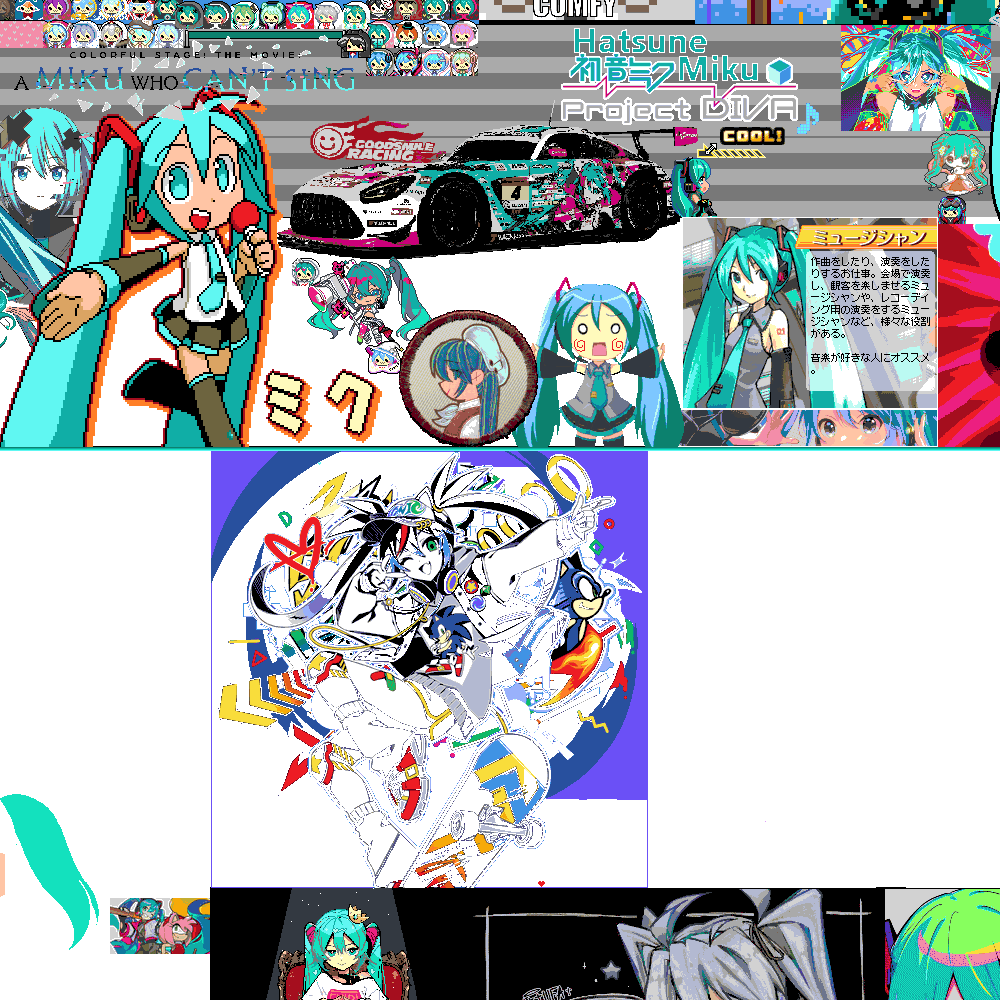 COMFY
COLORFUL STAGE! THE MOVIE:
A MIKU WHO CAN'T SING
Hatsune
初音ミク Miku
Project DIVA
GOODSMILE
RACING
COOL!
4
ミュージシャン
作曲をしたり、演奏をした
りするお仕事。会場で演奏
し、観客を楽しませるミュ
ージシャンや、レコーディ
ング用の演奏をするミュー
ジシャンなど、様々な役割
がある。
音楽が好きな人にオススメ
。
ミク